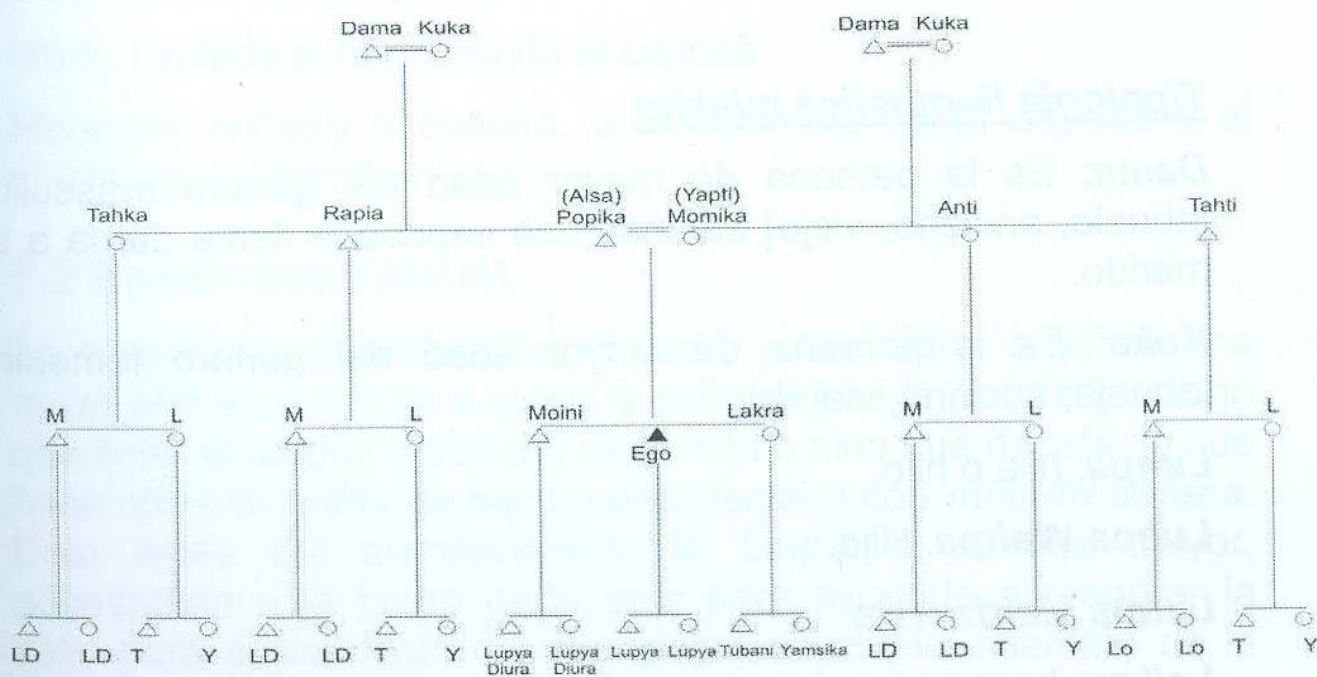 Dama Kuka Dama Kuka
(Alsa) (Yapti)
Tahka Rapia Popika Momika Anti Tahti
M L M L Moini Lakra M L M L
Ego
LD LD T Y LD LD T Y Lupya Lupya Lupya Lupya Tubani Yamsika LD LD T Y Lo Lo T Y
Diura Diura